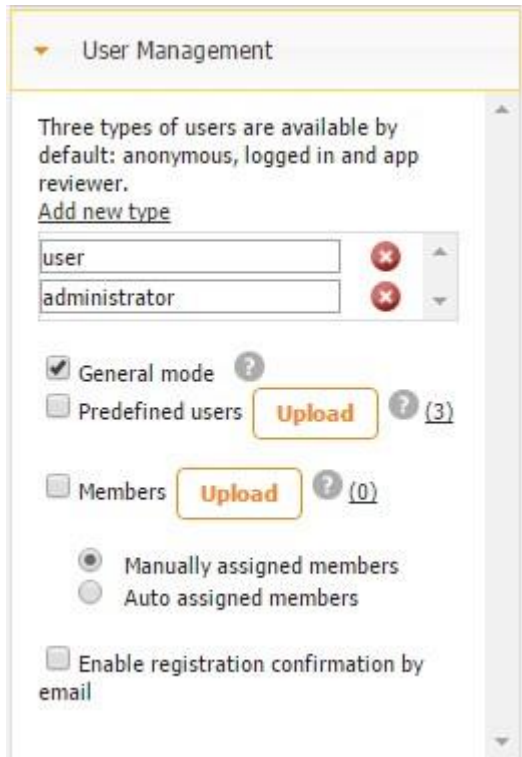 User Management
Three types of users are available by
default: anonymous, logged in and app
reviewer.
Add new type
user
administrator
General mode ?
Predefined users Upload ? (3)
Members Upload ? (0)
Manually assigned members
Auto assigned members
Enable registration confirmation by
email